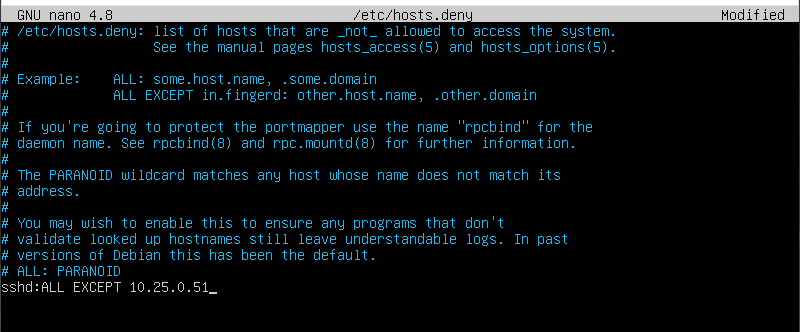 GNU nano 4.8 /etc/hosts.deny Modified
# /etc/hosts.deny: list of hosts that are _not_ allowed to access the system.
# See the manual pages hosts_access(5) and hosts_options(5).
#
# Example: ALL: some.host.name, .some.domain
# ALL EXCEPT in.fingerd: other.host.name, .other.domain
#
# If you're going to protect the portmapper use the name "rpcbind" for the
# daemon name. See rpcbind(8) and rpc.mountd(8) for further information.
#
# The PARANOID wildcard matches any host whose name does not match its
# address.
#
# You may wish to enable this to ensure any programs that don't
# validate looked up hostnames still leave understandable logs. In past
# versions of Debian this has been the default.
# ALL: PARANOID
sshd:ALL EXCEPT 10.25.0.51